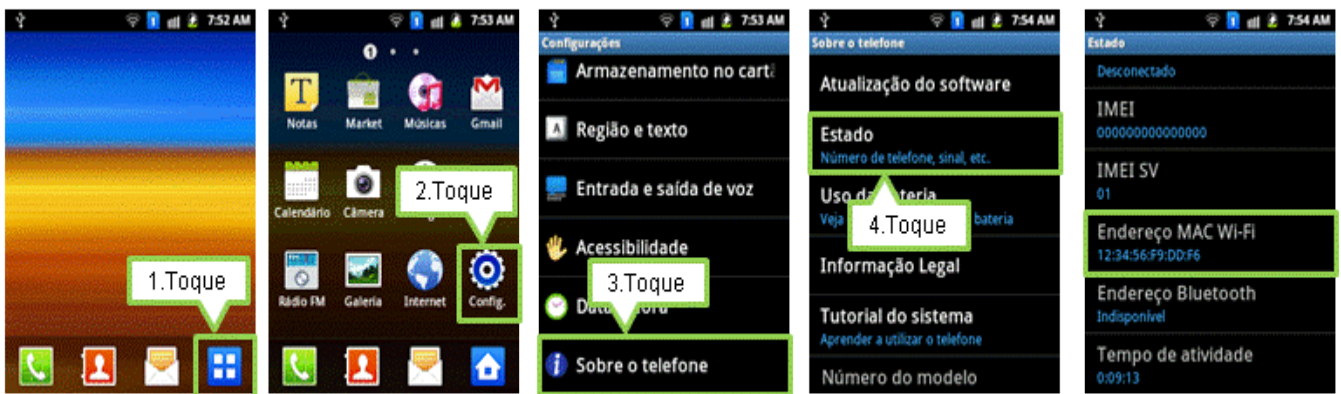 7:52 AM
1.Toque
7:53 AM
1
Notas
Market
Músicas
Gmail
Calendário
Câmera
2.Toque
Rádio FM
Galeria
Internet
Config.
7:53 AM
Configurações
Armazenamento no cart
Região e texto
Entrada e saída de voz
Acessibilidade
3.Toque
Sobre o telefone
7:54 AM
Sobre o telefone
Atualização do software
Estado
Número de telefone, sinal, etc.
Uso da
Veja
bateria
4.Toque
Informação Legal
Tutorial do sistema
Aprender a utilizar o telefone
Número do modelo
7:54 AM
Estado
Desconectado
IMEI
000000000000000
IMEI SV
01
Endereço MAC Wi-Fi
12:34:56:F9:DD:F6
Endereço Bluetooth
Indisponível
Tempo de atividade
0:09:13